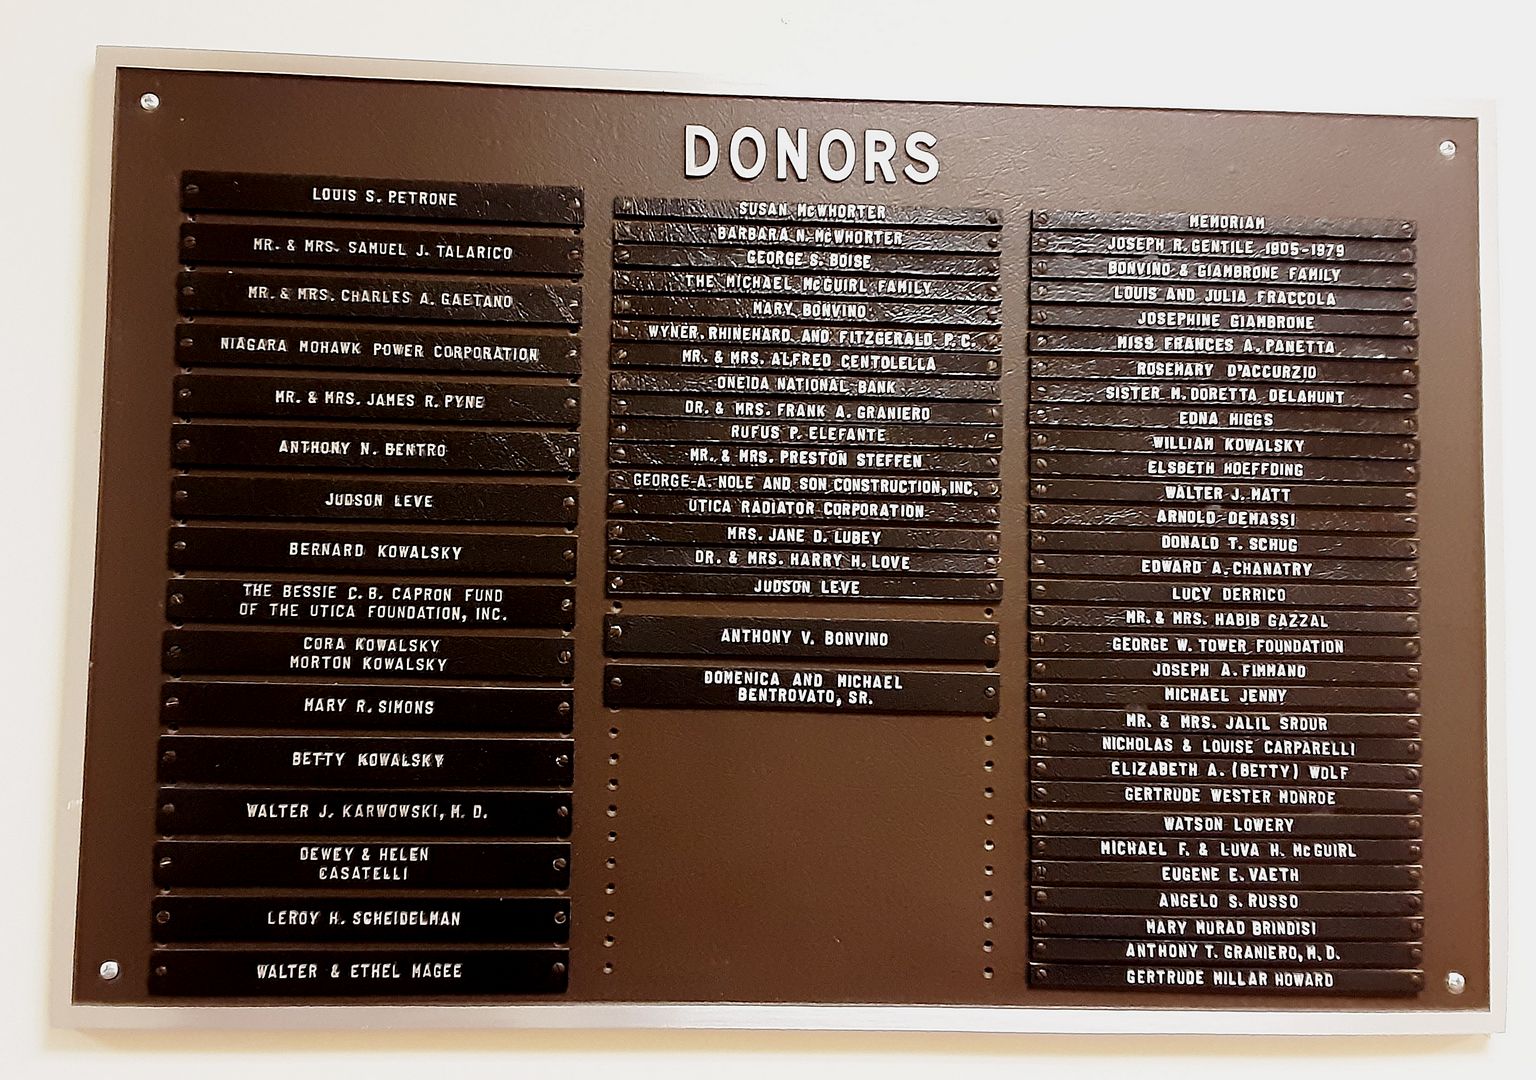 DONORS
LOUIS S. PETRONE
MR. & MRS. SAMUEL J. TALARICO
MR. & MRS. CHARLES A. GAETANO
NIAGARA MOHAWK POWER CORPORATION
MR. & MRS. JAMES R. PYNE
ANTHONY N. BENTRO
JUDSON LEVE
BERNARD KOWALSKY
THE BESSIE C. B. CAPRON FUND
OF THE UTICA FOUNDATION, INC.
CORA KOWALSKY
MORTON KOWALSKY
MARY R. SIMONS
BETTY KOWALSKY
WALTER J. KARWOWSKI, M. D.
DEWEY & HELEN
CASATELLI
LEROY H. SCHEIDELMAN
WALTER & ETHEL MAGEE
SUSAN McWHORTER
BARBARA N. McWHORTER
GEORGE S. BOISE
THE MICHAEL McGUIRL FAMILY
MARY BONVINO
WYNER, RHINEHARD AND FITZGERALD P. C.
MR. & MRS. ALFRED CENTOLELLA
ONEIDA NATIONAL BANK
DR. & MRS. FRANK A. GRANIERO
RUFUS P. ELEFANTE
MR. & MRS. PRESTON STEFFEN
GEORGE A. NOLE AND SON CONSTRUCTION, INC.
UTICA RADIATOR CORPORATION
MRS. JANE D. LUBEY
DR. & MRS. HARRY H. LOVE
JUDSON LEVE
ANTHONY V. BONVINO
DOMENICA AND MICHAEL
BENTROVATO, SR.
MEMORIAM
JOSEPH R. GENTILE 1905-1979
BONVINO & GIAMBRONE FAMILY
LOUIS AND JULIA FRACCOLA
JOSEPHINE GIAMBRONE
MISS FRANCES A. PANETTA
ROSEMARY D'ACCURZIO
SISTER M. DORETTA DELAHUNT
EDNA HIGGS
WILLIAM KOWALSKY
ELSBETH HOEFFDING
WALTER J. MATT
ARNOLD DEMASSI
DONALD T. SCHUG
EDWARD A. CHANATRY
LUCY DERRICO
MR. & MRS. HABIB GAZZAL
GEORGE W. TOWER FOUNDATION
JOSEPH A. FIMMANO
MICHAEL JENNY
MR. & MRS. JALIL SROUR
NICHOLAS & LOUISE CARPARELLI
ELIZABETH A. (BETTY) WOLF
GERTRUDE WESTER MONROE
WATSON LOWERY
MICHAEL F. & LUVA H. McGUIRL
EUGENE E. VAETH
ANGELO S. RUSSO
MARY MURAD BRINDISI
ANTHONY T. GRANIERO, M. D.
GERTRUDE MILLAR HOWARD